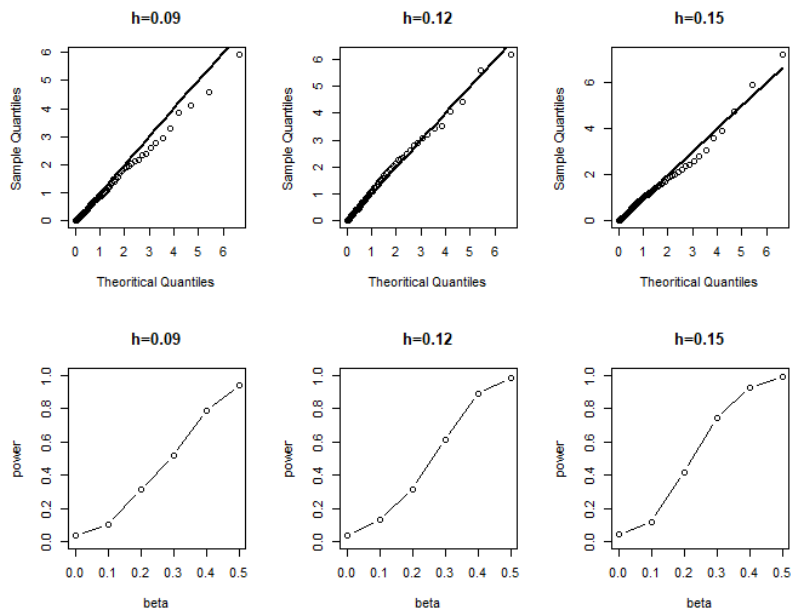 h=0.09
h=0.12
h=0.15
Sample Quantiles
0 1 2 3 4 5 6
0 1 2 3 4 5 6
Theoritical Quantiles
Sample Quantiles
0 1 2 3 4 5 6
0 1 2 3 4 5 6
Theoritical Quantiles
Sample Quantiles
0 2 4 6
0 1 2 3 4 5 6
Theoritical Quantiles
h=0.09
h=0.12
h=0.15
power
0.0 0.2 0.4 0.6 0.8 1.0
0.0 0.1 0.2 0.3 0.4 0.5
beta
power
0.0 0.2 0.4 0.6 0.8 1.0
0.0 0.1 0.2 0.3 0.4 0.5
beta
power
0.0 0.2 0.4 0.6 0.8 1.0
0.0 0.1 0.2 0.3 0.4 0.5
beta